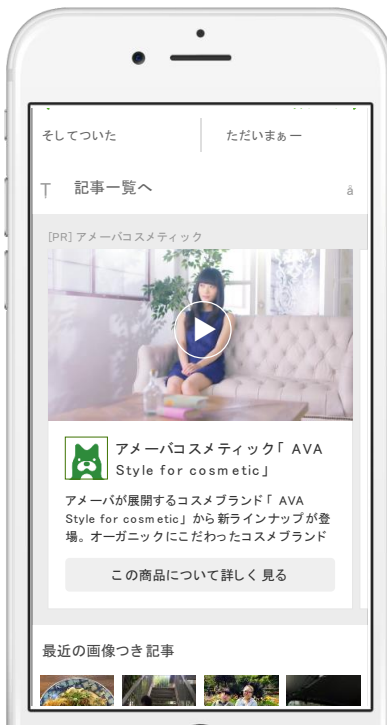 そしてついた
ただいまぁー
T 記事一覧へ å
[PR] アメーバコスメティック
アメーバコスメティック「 AVA
Style for cosmetic」
アメーバが展開するコスメブランド「 AVA
Style for cosmetic」から新ラインナップが登
場。オーガニックにこだわったコスメブランド
この商品について詳しく見る
最近の画像つき記事